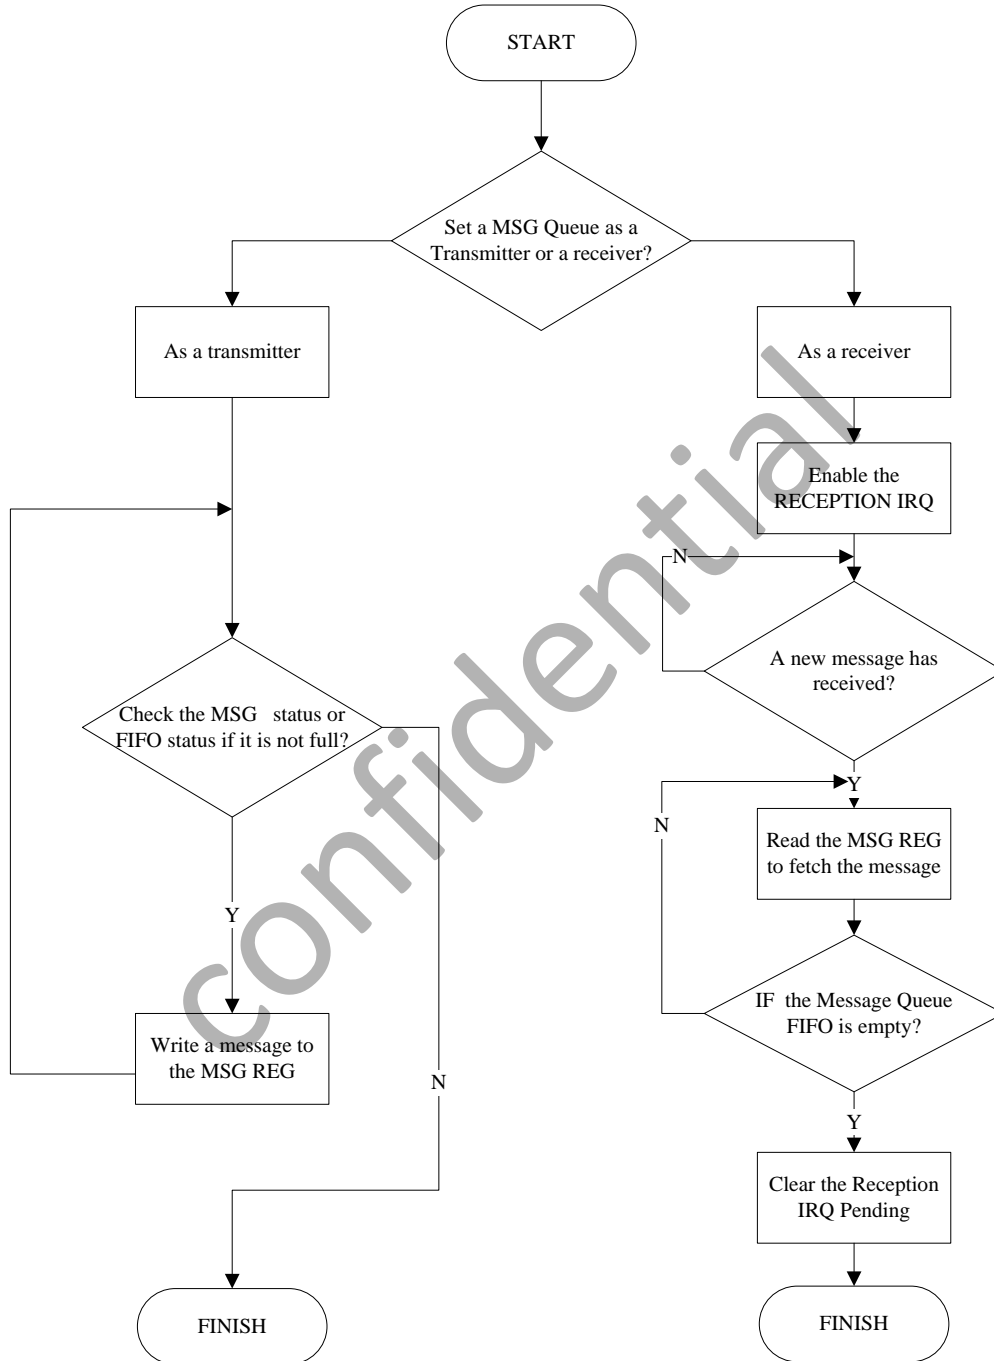 START
Set a MSG Queue as a
Transmitter or a receiver?
As a transmitter
As a receiver
Enable the
RECEPTION IRQ
N
A new message has
received?
Check the MSG   status or
FIFO status if it is not full?
Y
N
Read the MSG REG
to fetch the message
Y
IF  the Message Queue
FIFO is empty?
Write a message to
the MSG REG
N
Y
Clear the Reception
IRQ Pending
FINISH
FINISH
confidential